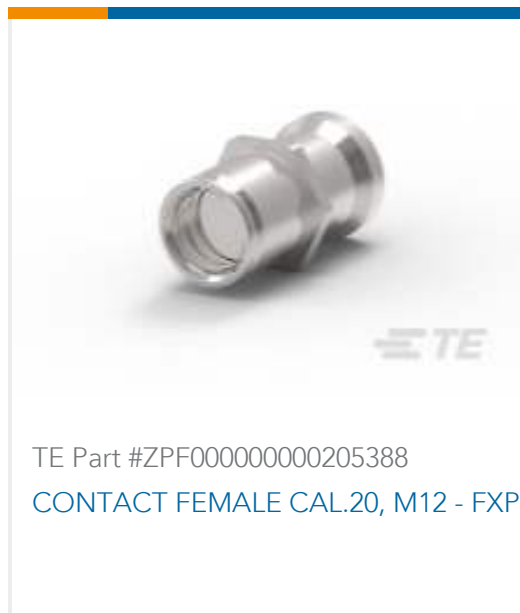 TE
TE Part #ZPF000000000205388
CONTACT FEMALE CAL.20, M12 - FXP